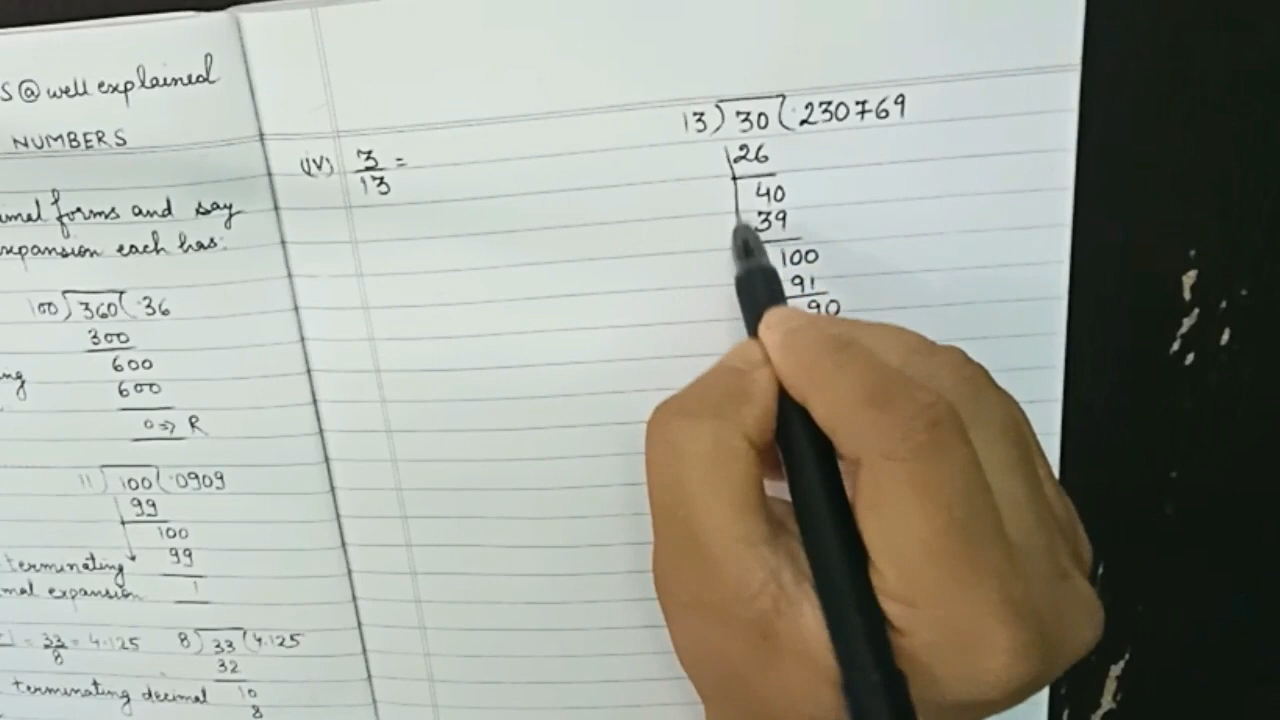 S@well explained
NUMBERS
imal forms and say
expansion each has:
100)360(.36
300
600
600
0⇒R
11)100(.0909
99
100
99
1
terminating
mal expansion
= 33/8 = 4.125 8)33(4.125
32
terminating decimal 10
8
(iv) 3/13 =
13)30(.230769
26
40
39
100
91
90